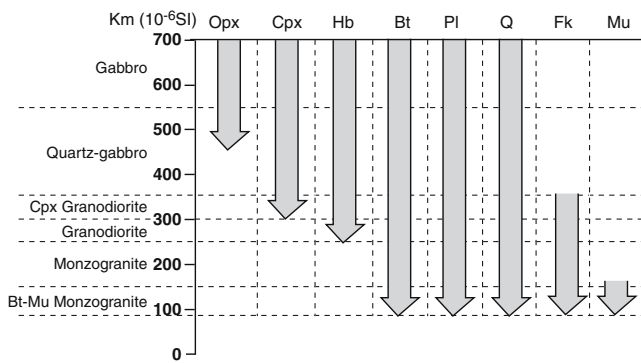 Km (10-6SI) Opx Cpx Hb Bt Pl Q Fk Mu
700
Gabbro
600
500
Quartz-gabbro
400
Cpx Granodiorite
300
Granodiorite
200
Monzogranite
Bt-Mu Monzogranite
100
0